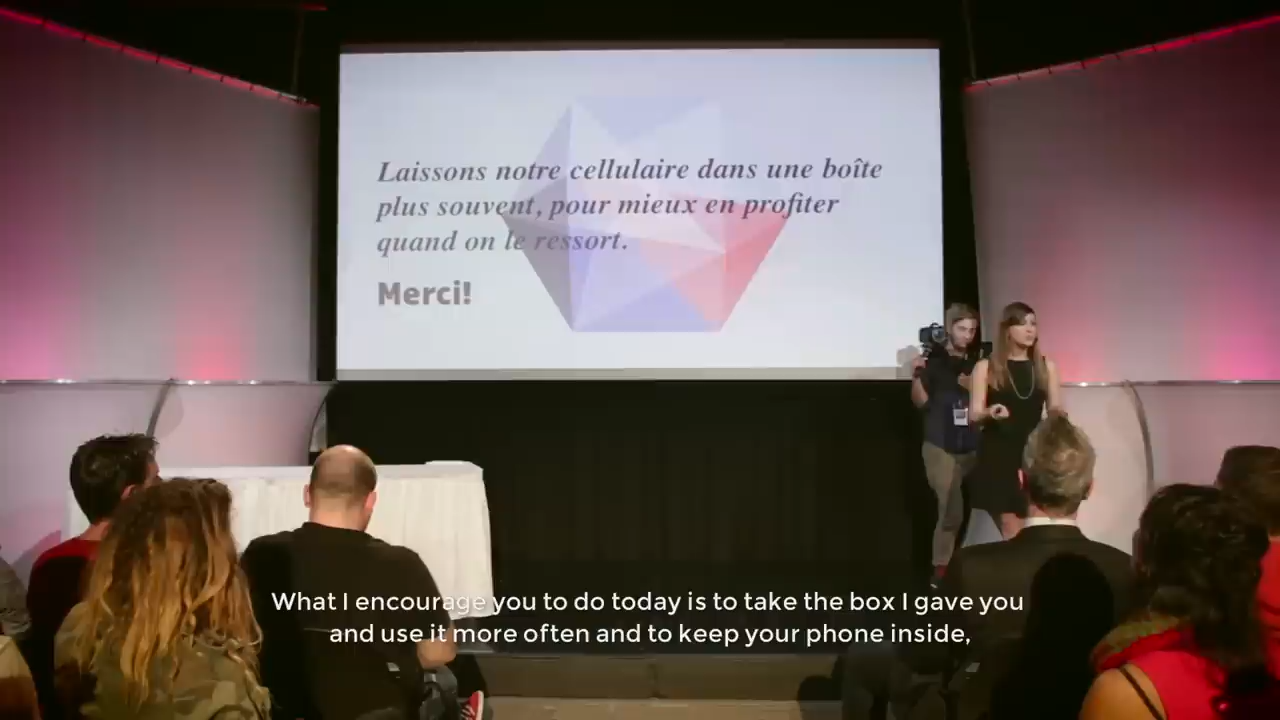 Laissons notre cellulaire dans une boîte
plus souvent, pour mieux en profiter
quand on le ressort.
Merci!
What I encourage you to do today is to take the box I gave you
and use it more often and to keep your phone inside,